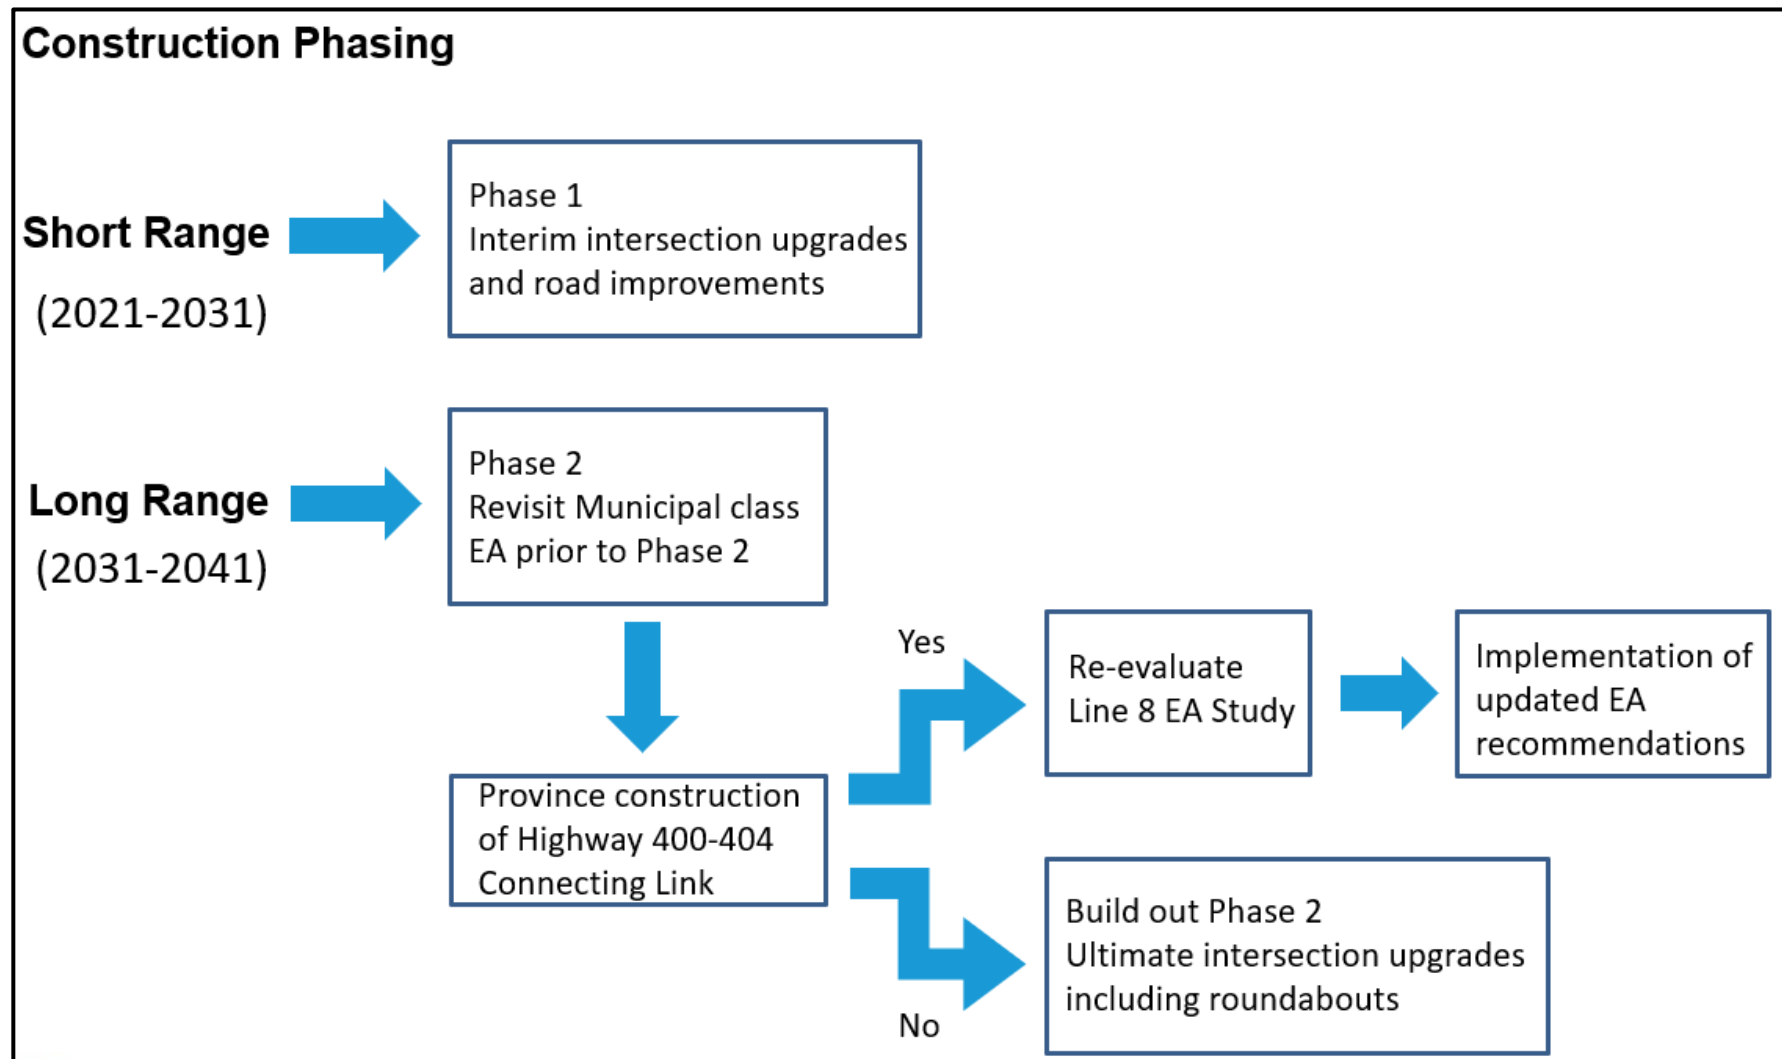 Construction Phasing
Short Range
(2021-2031)
Phase 1
Interim intersection upgrades
and road improvements
Long Range
(2031-2041)
Phase 2
Revisit Municipal class
EA prior to Phase 2
Province construction
of Highway 400-404
Connecting Link
Yes
Re-evaluate
Line 8 EA Study
Implementation of
updated EA
recommendations
No
Build out Phase 2
Ultimate intersection upgrades
including roundabouts